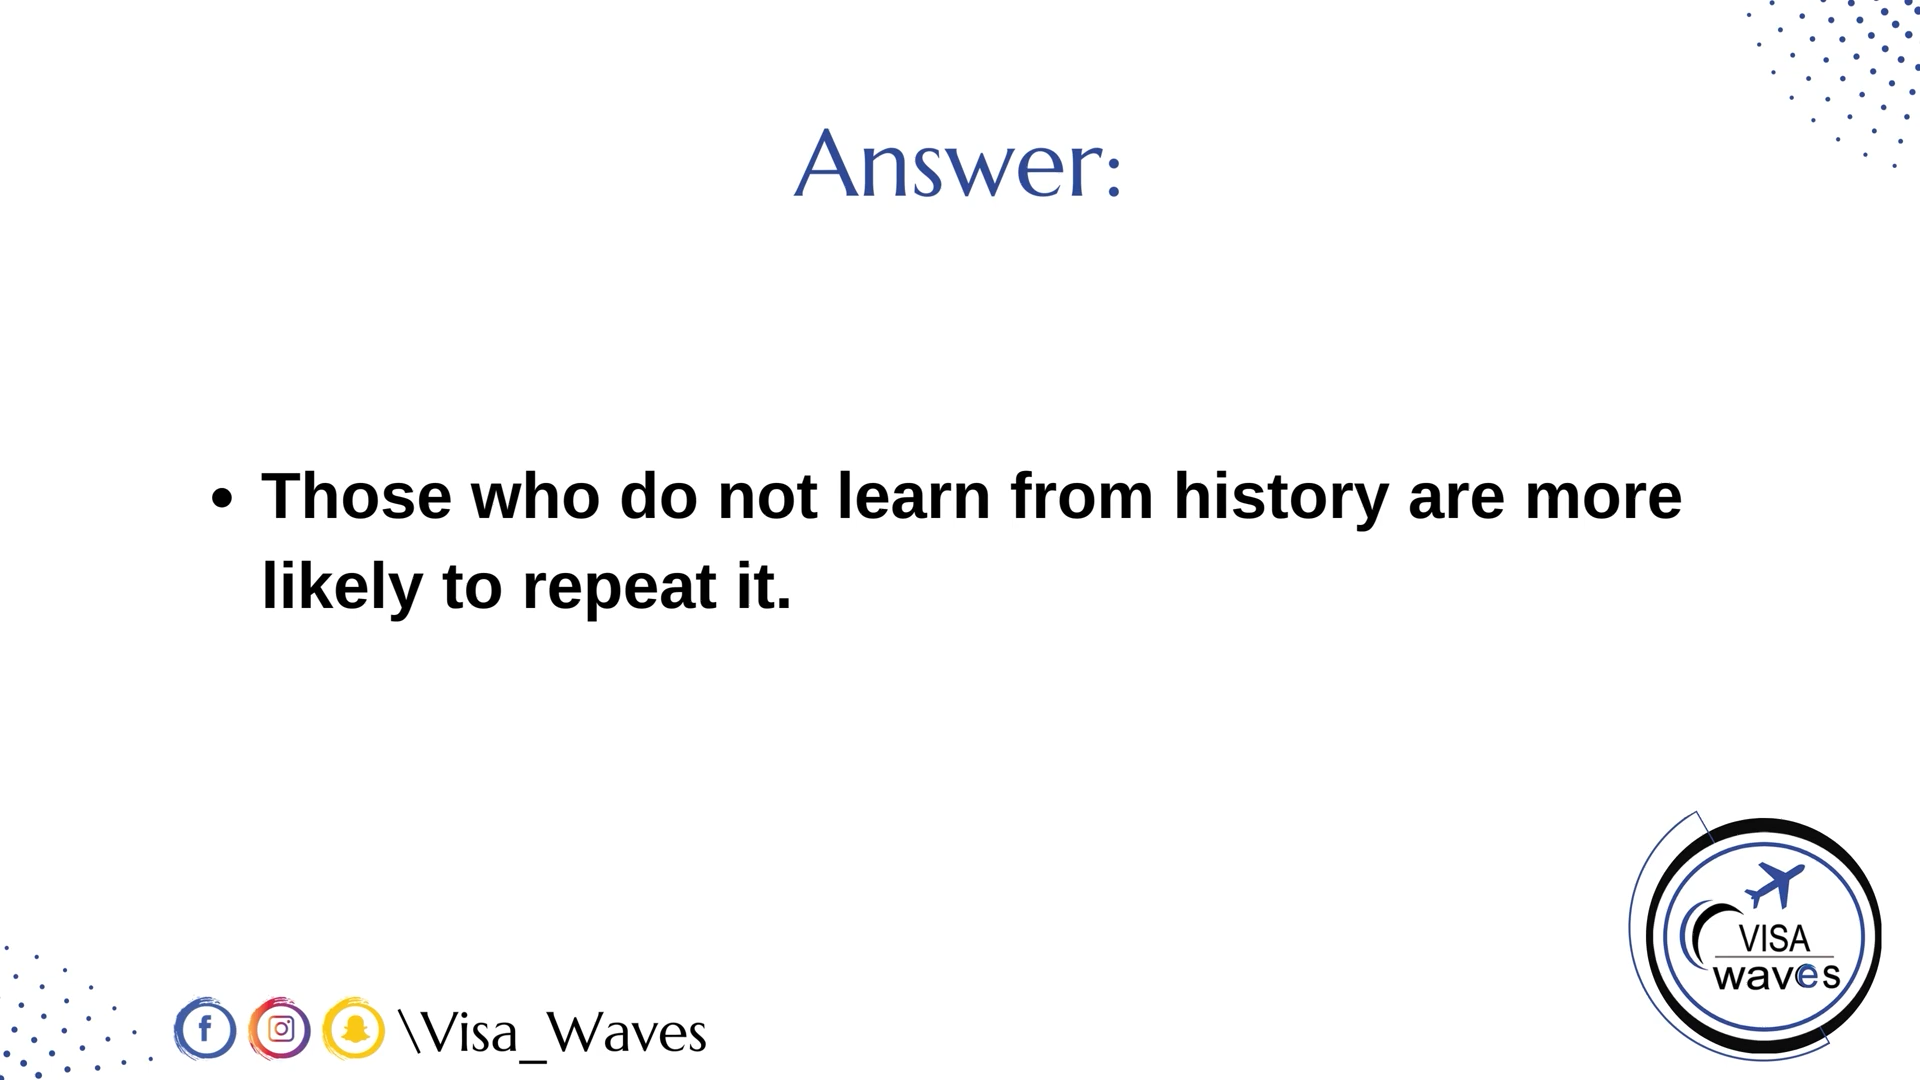 Answer:
• Those who do not learn from history are more
likely to repeat it.
VISA
waves
\Visa_Waves